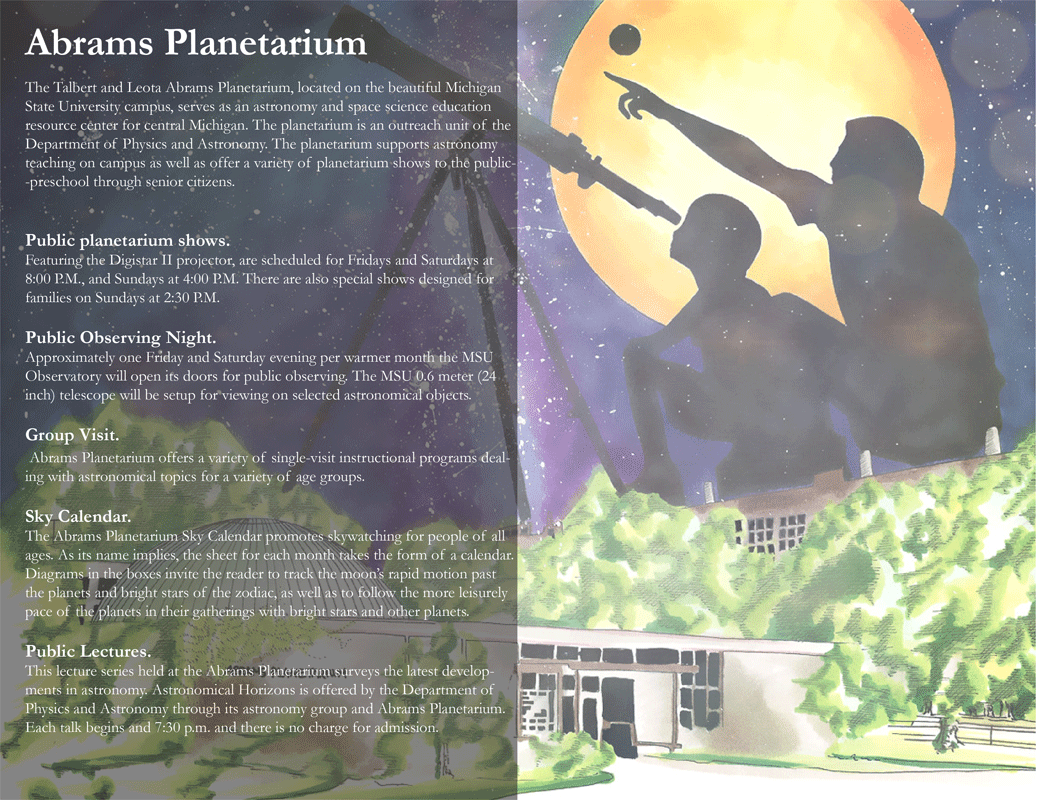 Abrams Planetarium
The Talbert and Leota Abrams Planetarium, located on the beautiful Michigan
State University campus, serves as an astronomy and space science education
resource center for central Michigan. The planetarium is an outreach unit of the
Department of Physics and Astronomy. The planetarium supports astronomy
teaching on campus as well as offer a variety of planetarium shows to the public-
-preschool through senior citizens.
Public planetarium shows.
Featuring the Digistar II projector, are scheduled for Fridays and Saturdays at
8:00 P.M., and Sundays at 4:00 P.M. There are also special shows designed for
families on Sundays at 2:30 P.M.
Public Observing Night.
Approximately one Friday and Saturday evening per warmer month the MSU
Observatory will open its doors for public observing. The MSU 0.6 meter (24
inch) telescope will be setup for viewing on selected astronomical objects.
Group Visit.
Abrams Planetarium offers a variety of single-visit instructional programs deal-
ing with astronomical topics for a variety of age groups.
Sky Calendar.
The Abrams Planetarium Sky Calendar promotes skywatching for people of all
ages. As its name implies, the sheet for each month takes the form of a calendar.
Diagrams in the boxes invite the reader to track the moon's rapid motion past
the planets and bright stars of the zodiac, as well as to follow the more leisurely
pace of the planets in their gatherings with bright stars and other planets.
Public Lectures.
This lecture series held at the Abrams Planetarium surveys the latest develop-
ments in astronomy. Astronomical Horizons is offered by the Department of
Physics and Astronomy through its astronomy group and Abrams Planetarium.
Each talk begins and 7:30 p.m. and there is no charge for admission.